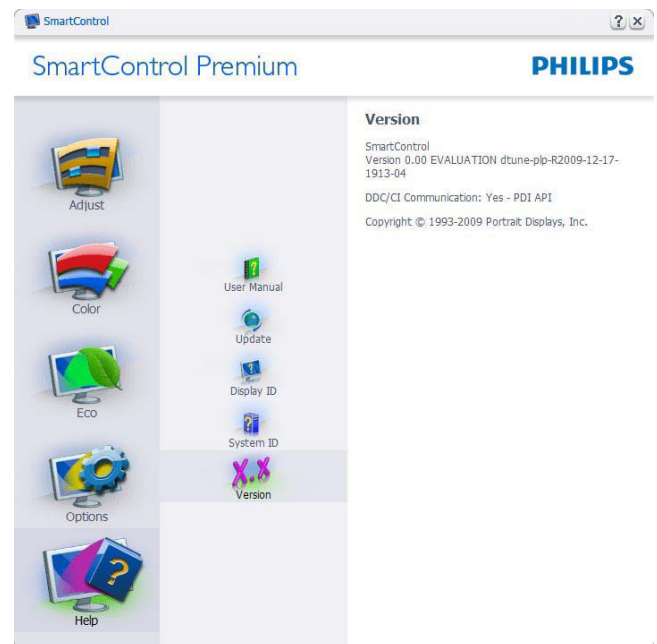 SmartControl
? x
SmartControl Premium
PHILIPS
Adjust
Color
Eco
Options
Help
User Manual
Update
Display ID
System ID
X.X
Version
Version
SmartControl
Version 0.00 EVALUATION dtune-plp-R2009-12-17-
1913-04
DDC/CI Communication: Yes - PDI API
Copyright © 1993-2009 Portrait Displays, Inc.